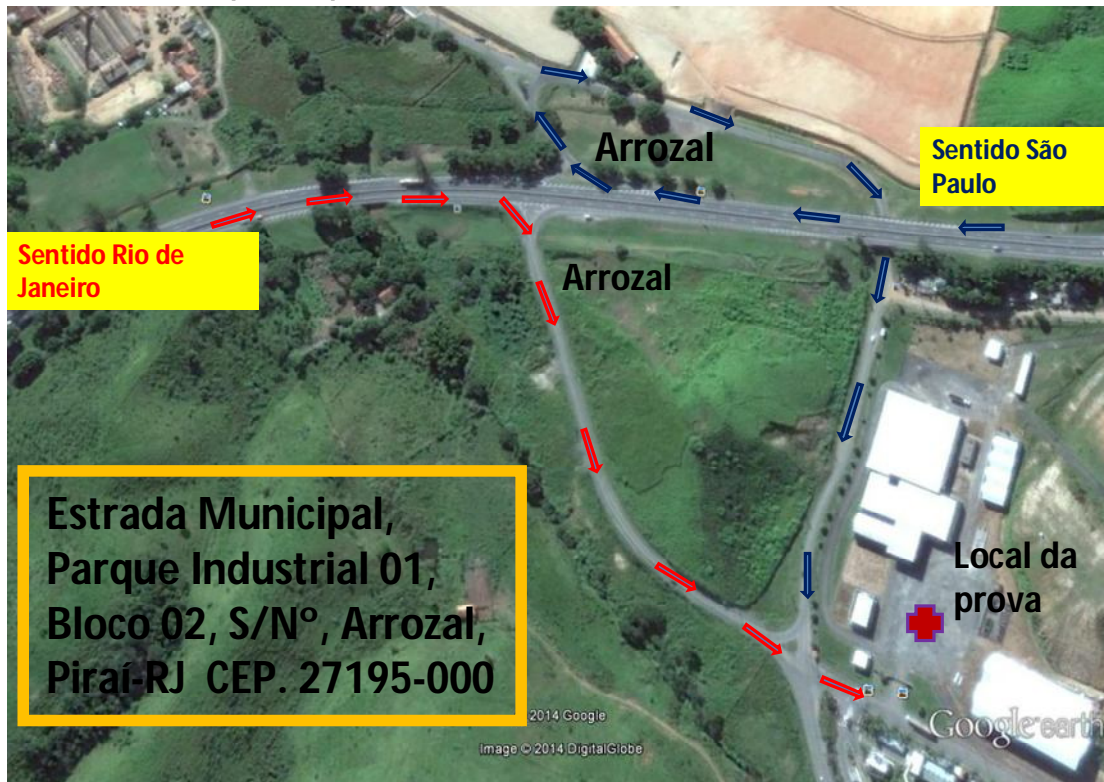 Arrozal
Sentido São
Paulo
Sentido Rio de
Janeiro
Arrozal
Estrada Municipal,
Parque Industrial 01,
Bloco 02, S/Nº, Arrozal,
Piraí-RJ CEP. 27195-000
Local da
prova
2014 Google
Image © 2014 DigitalGlobe
Google earth